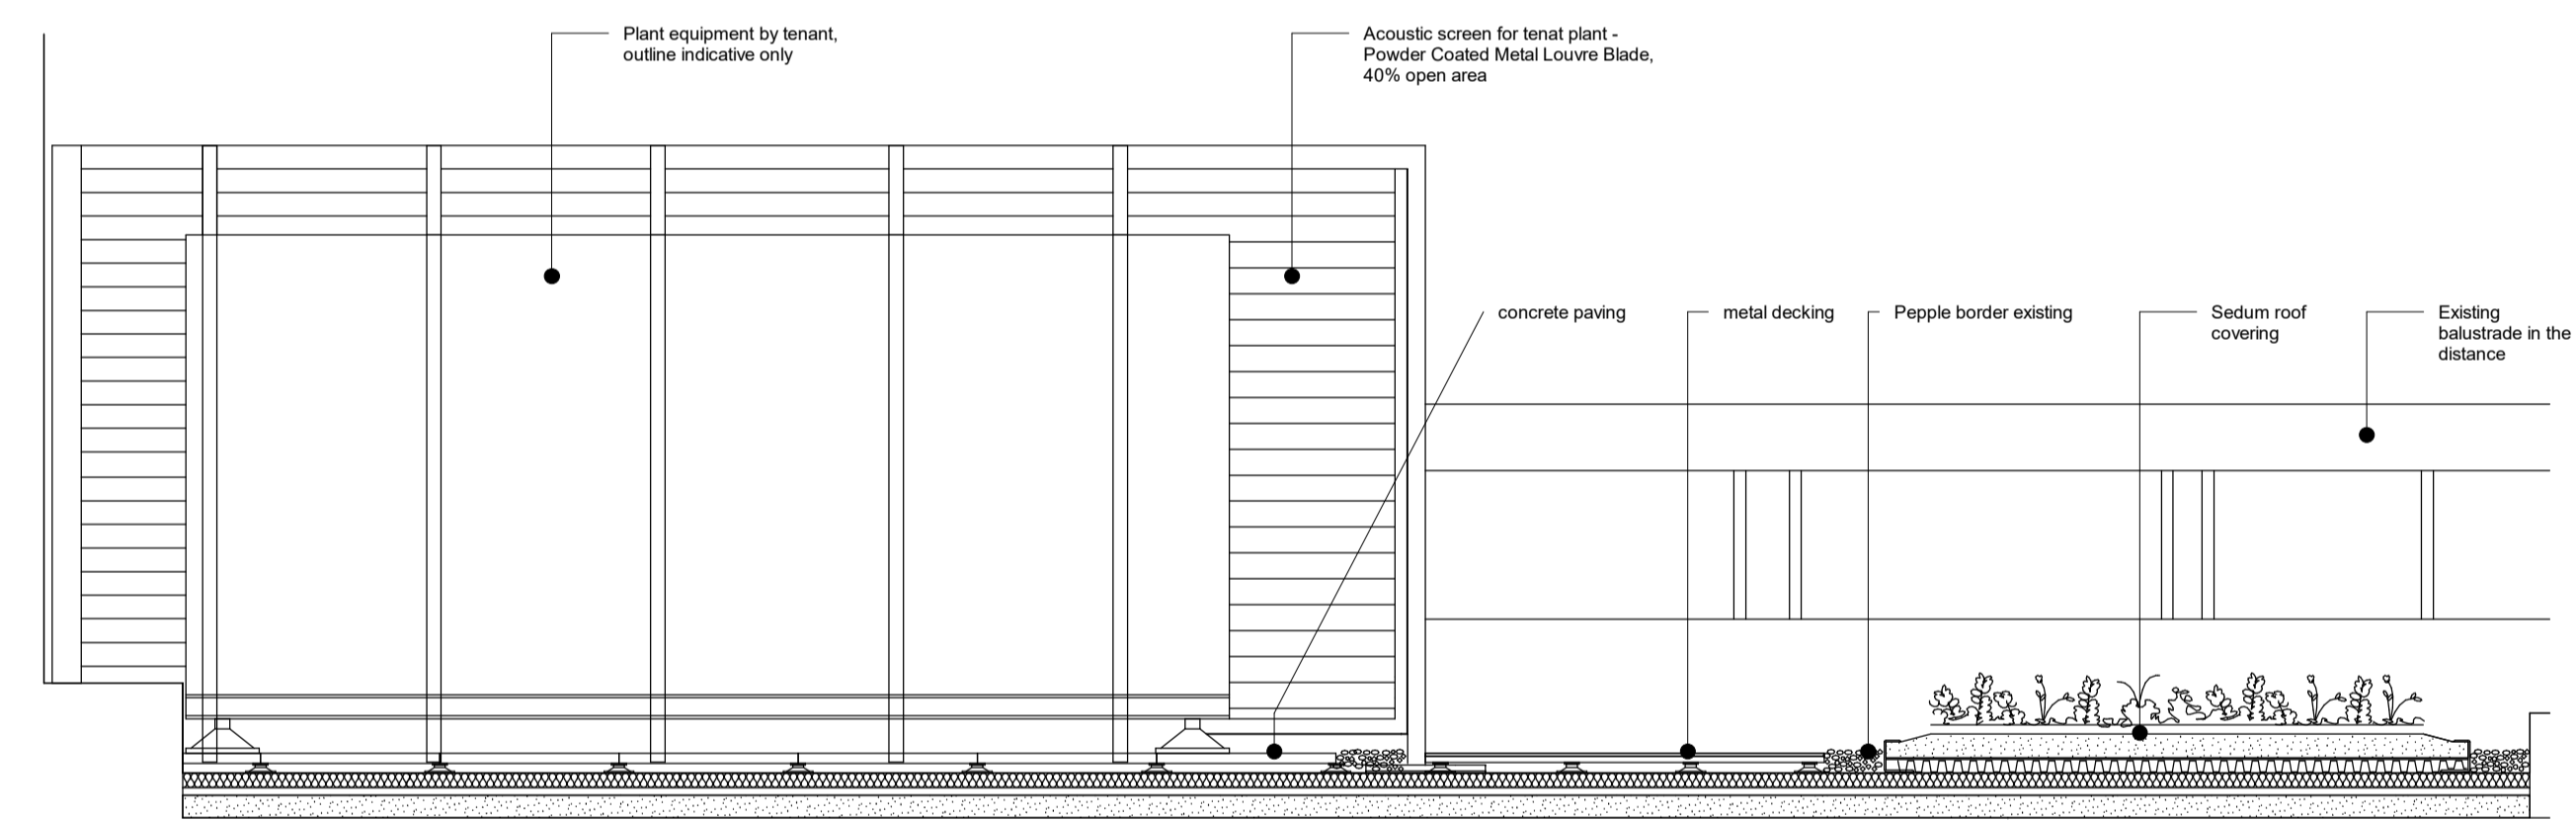 Plant equipment by tenant,
outline indicative only
Acoustic screen for tenat plant -
Powder Coated Metal Louvre Blade,
40% open area
concrete paving
metal decking
Pepple border existing
Sedum roof
covering
Existing
balustrade in the
distance